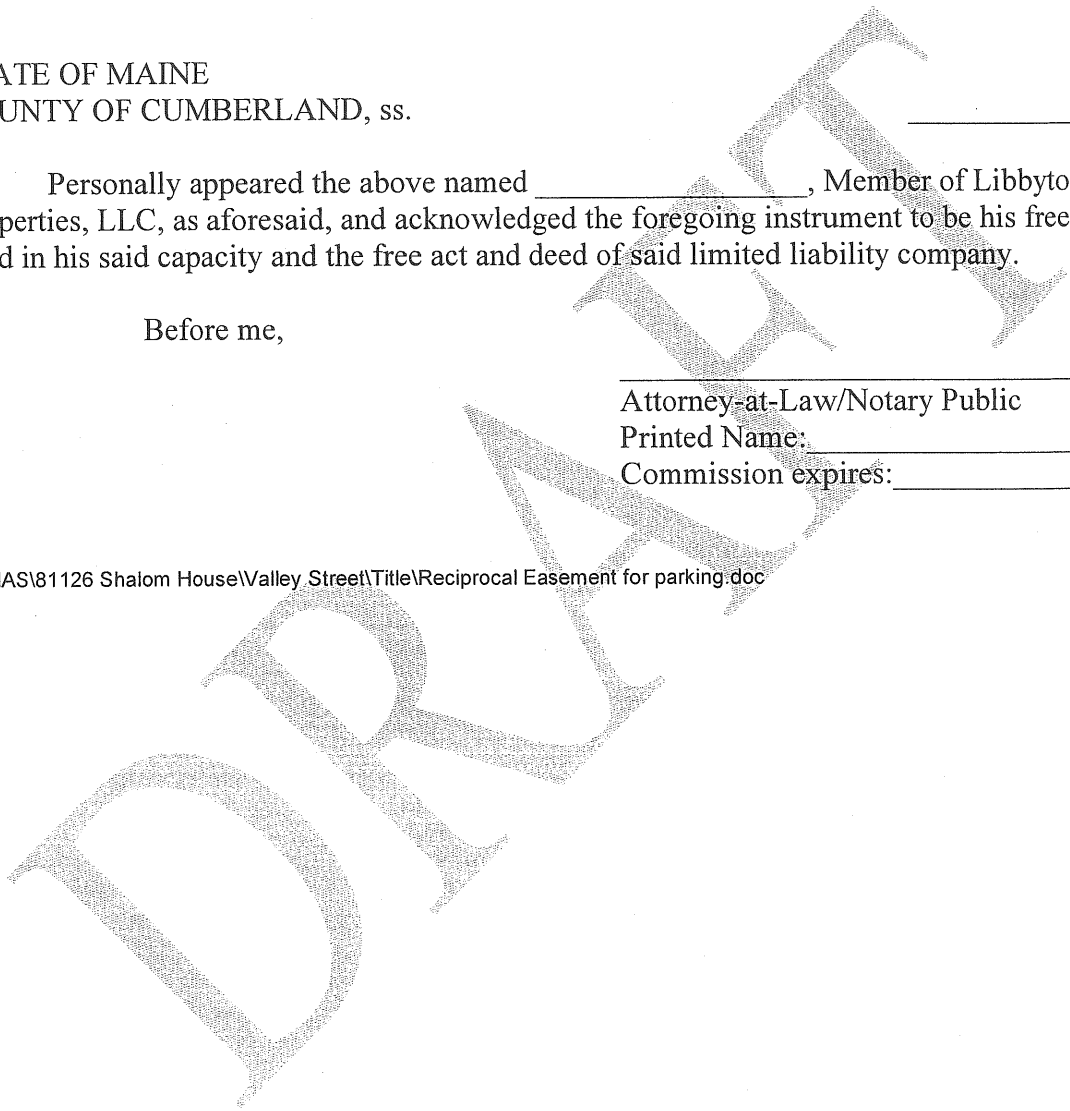 ATE OF MAINE
UNTY OF CUMBERLAND, ss.
Personally appeared the above named ____________________, Member of Libbyto
perties, LLC, as aforesaid, and acknowledged the foregoing instrument to be his free
d in his said capacity and the free act and deed of said limited liability company.
Before me,
Attorney-at-Law/Notary Public
Printed Name:____________________
Commission expires:______________
AS\81126 Shalom House\Valley Street\Title\Reciprocal Easement for parking.doc
DRAFT